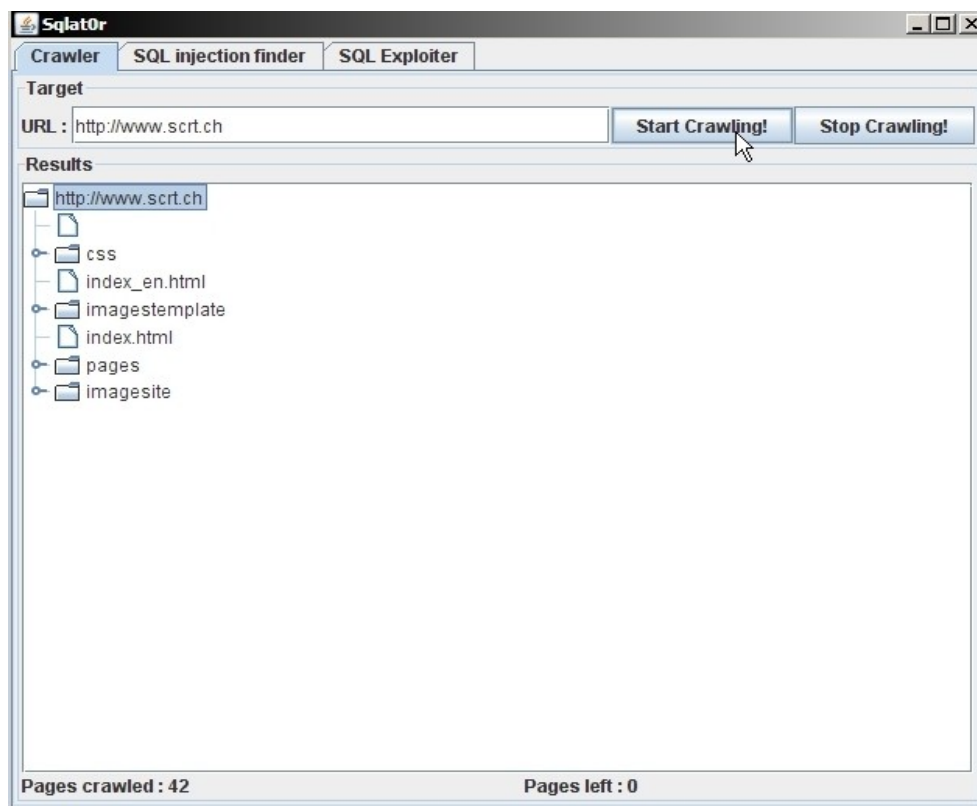 Sqlat0r
Crawler SQL injection finder SQL Exploiter
Target
URL : http://www.scrt.ch Start Crawling! Stop Crawling!
Results
http://www.scrt.ch
css
index_en.html
imagestemplate
index.html
pages
imagesite
Pages crawled : 42 Pages left : 0